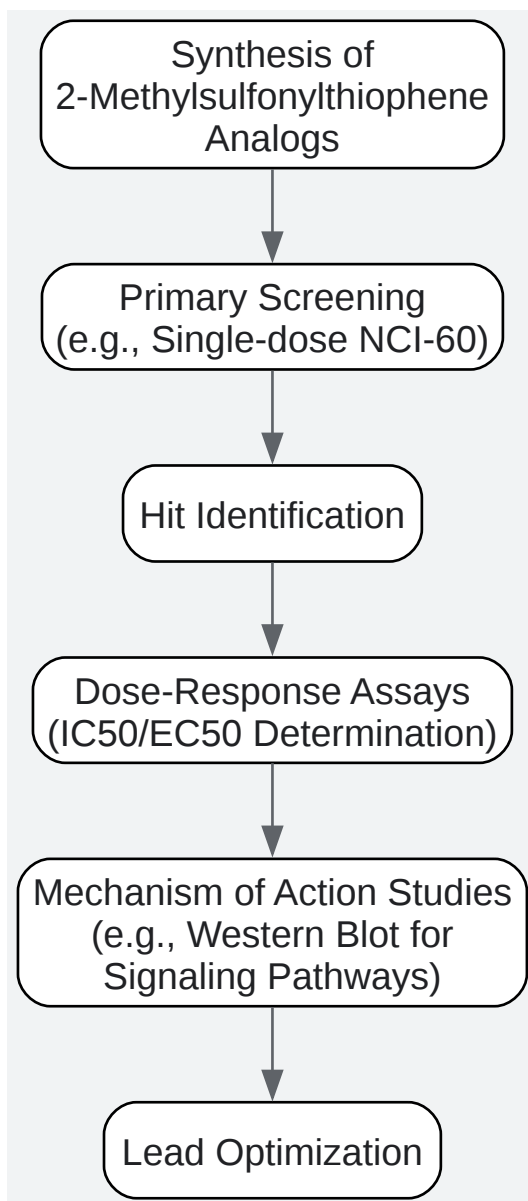 Synthesis of
2-Methylsulfonylthiophene
Analogs
Primary Screening
(e.g., Single-dose NCI-60)
Hit Identification
Dose-Response Assays
(IC50/EC50 Determination)
Mechanism of Action Studies
(e.g., Western Blot for
Signaling Pathways)
Lead Optimization